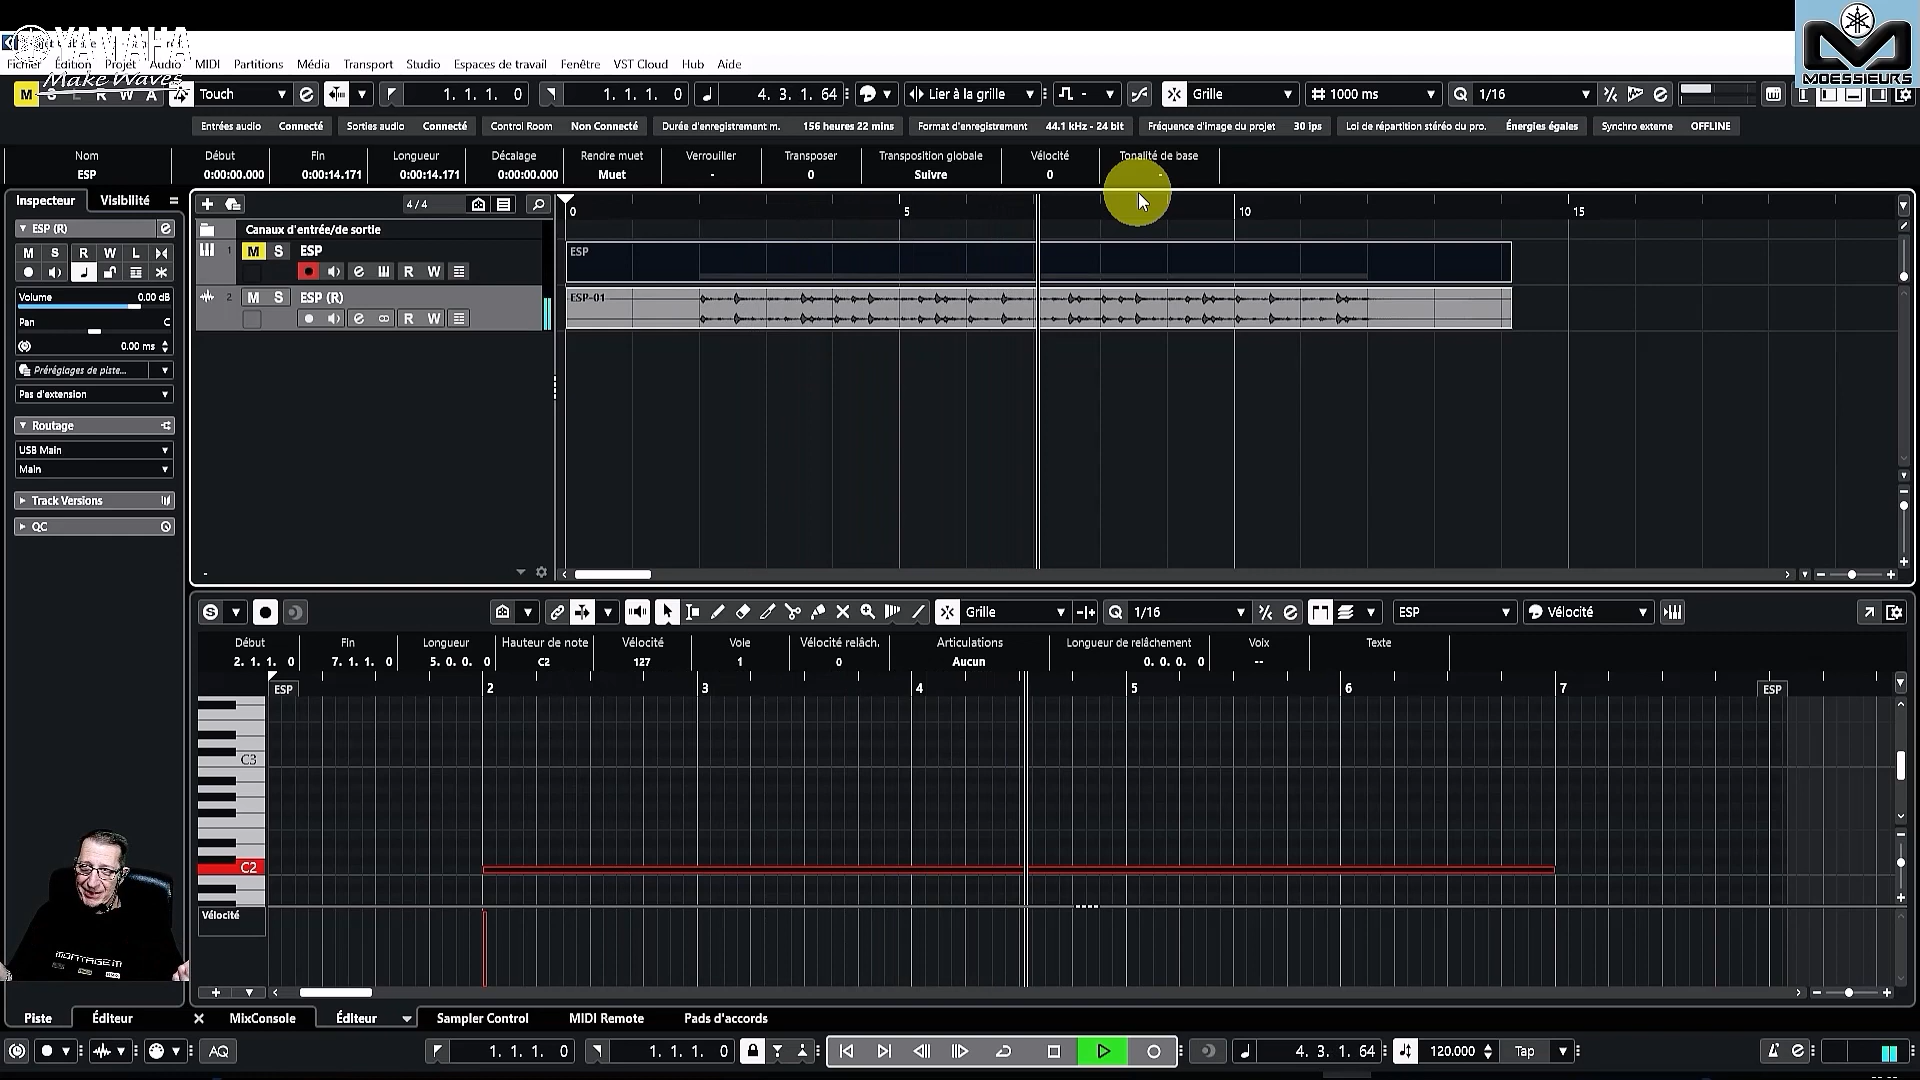 YAMAHA
Make Waves
MOESSIEURS
Fichier Edition Projet Audio MIDI Partitions Média Transport Studio Espaces de travail Fenêtre VST Cloud Hub Aide
M S L R W A Touch 1. 1. 1. 0 1. 1. 1. 0 4. 3. 1. 64 Lier à la grille - Grille 1000 ms Q 1/16
Entrées audio Connecté Sorties audio Connecté Control Room Non Connecté Durée d'enregistrement m. 156 heures 22 mins Format d'enregistrement 44.1 kHz - 24 bit Fréquence d'image du projet 30 ips Loi de répartition stéréo du pro. Énergies égales Synchro externe OFFLINE
Nom Début Fin Longueur Décalage Rendre muet Verrouiller Transposer Transposition globale Vélocité Tonalité de base
ESP 0:00:00.000 0:00:14.171 0:00:14.171 0:00:00.000 Muet - 0 Suivre 0 -
Inspecteur Visibilité
4/4 0 5 10 15
ESP (R)
Canaux d'entrée/de sortie
M S R W L
1 M S ESP ESP
R W
2 M S ESP (R) ESP-01
R W
Volume 0.00 dB
Pan C
0.00 ms
Préréglages de piste...
Pas d'extension
Routage
USB Main
Main
Track Versions
QC
S Grille Q 1/16 ESP Vélocité
Début Fin Longueur Hauteur de note Vélocité Voie Vélocité relâch. Articulations Longueur de relâchement Voix Texte
2. 1. 1. 0 7. 1. 1. 0 5. 0. 0. 0 C2 127 1 0 Aucun 0. 0. 0. 0 --
ESP 2 3 4 5 6 7 ESP
C3
C2
Vélocité
MONTAGE M
Piste Éditeur MixConsole Éditeur Sampler Control MIDI Remote Pads d'accords
AQ 1. 1. 1. 0 1. 1. 1. 0 4. 3. 1. 64 120.000 Tap